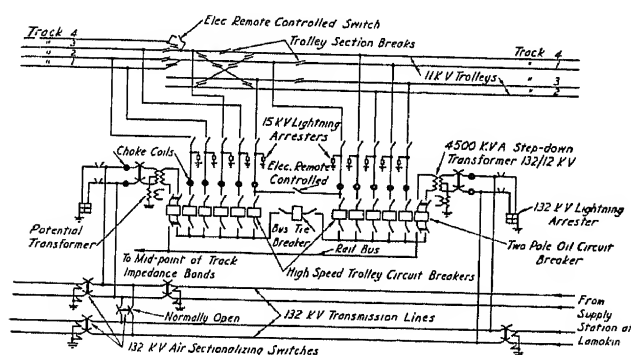 Elec Remote Controlled Switch
Track 4
" 3
" 2
" 1
Trolley Section Breaks
Track 4
" 1
" 3
" 2
11 KV Trolleys
15 KV Lightning
Arresters
Choke Coils
Elec. Remote
Controlled
4500 K.V.A Step-down
Transformer 132/12 KV
132 KV Lightning
Arrester
Potential
Transformer
Bus Tie
Breaker
Rail Bus
Two Pole Oil Circuit
Breaker
To Mid-point of Track
Impedance Bonds
High Speed Trolley Circuit Breakers
Normally Open
132 KV Transmission Lines
132 KV Air Sectionalizing Switches
From
Supply
Station at
Lamokin